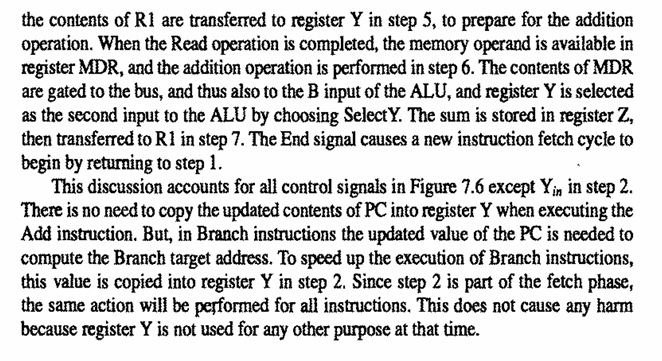 the contents of R1 are transferred to register Y in step 5, to prepare for the addition
operation. When the Read operation is completed, the memory operand is available in
register MDR, and the addition operation is performed in step 6. The contents of MDR
are gated to the bus, and thus also to the B input of the ALU, and register Y is selected
as the second input to the ALU by choosing SelectY. The sum is stored in register Z,
then transferred to R1 in step 7. The End signal causes a new instruction fetch cycle to
begin by returning to step 1.
This discussion accounts for all control signals in Figure 7.6 except Yin in step 2.
There is no need to copy the updated contents of PC into register Y when executing the
Add instruction. But, in Branch instructions the updated value of the PC is needed to
compute the Branch target address. To speed up the execution of Branch instructions,
this value is copied into register Y in step 2. Since step 2 is part of the fetch phase,
the same action will be performed for all instructions. This does not cause any harm
because register Y is not used for any other purpose at that time.